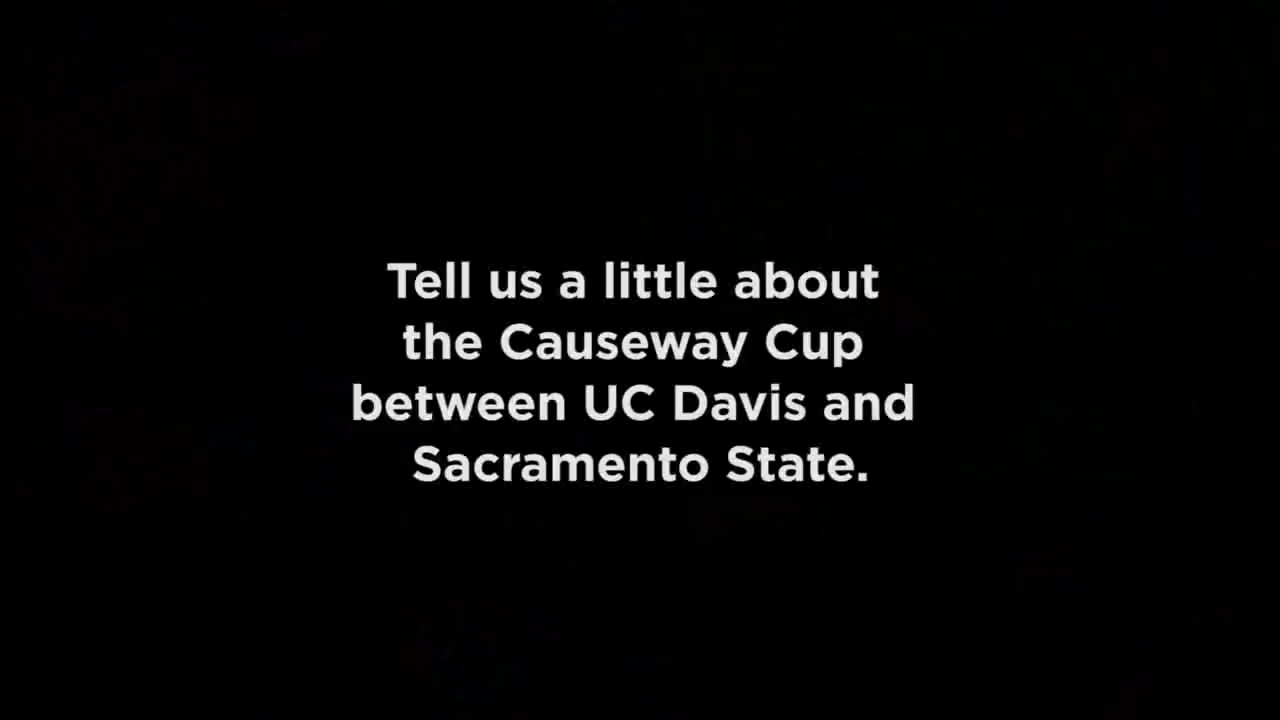 Tell us a little about
the Causeway Cup
between UC Davis and
Sacramento State.